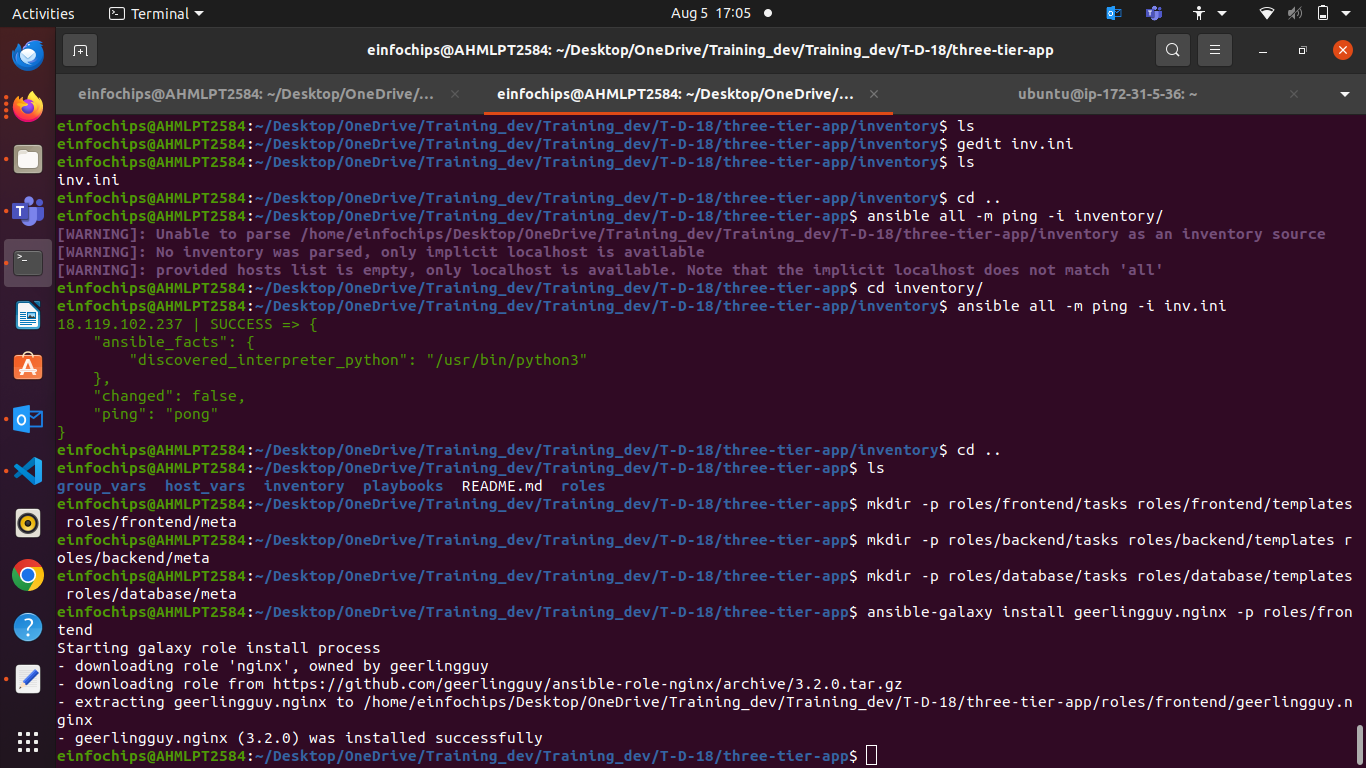 Activities
Terminal
Aug 5 17:05
einfochips@AHMLPT2584: ~/Desktop/OneDrive/Training_dev/Training_dev/T-D-18/three-tier-app
einfochips@AHMLPT2584: ~/Desktop/OneDrive/...
einfochips@AHMLPT2584: ~/Desktop/OneDrive/...
ubuntu@ip-172-31-5-36: ~
einfochips@AHMLPT2584:~/Desktop/OneDrive/Training_dev/Training_dev/T-D-18/three-tier-app/inventory$ ls
einfochips@AHMLPT2584:~/Desktop/OneDrive/Training_dev/Training_dev/T-D-18/three-tier-app/inventory$ gedit inv.ini
einfochips@AHMLPT2584:~/Desktop/OneDrive/Training_dev/Training_dev/T-D-18/three-tier-app/inventory$ ls
inv.ini
einfochips@AHMLPT2584:~/Desktop/OneDrive/Training_dev/Training_dev/T-D-18/three-tier-app/inventory$ cd ..
einfochips@AHMLPT2584:~/Desktop/OneDrive/Training_dev/Training_dev/T-D-18/three-tier-app$ ansible all -m ping -i inventory/
[WARNING]: Unable to parse /home/einfochips/Desktop/OneDrive/Training_dev/Training_dev/T-D-18/three-tier-app/inventory as an inventory source
[WARNING]: No inventory was parsed, only implicit localhost is available
[WARNING]: provided hosts list is empty, only localhost is available. Note that the implicit localhost does not match 'all'
einfochips@AHMLPT2584:~/Desktop/OneDrive/Training_dev/Training_dev/T-D-18/three-tier-app$ cd inventory/
einfochips@AHMLPT2584:~/Desktop/OneDrive/Training_dev/Training_dev/T-D-18/three-tier-app/inventory$ ansible all -m ping -i inv.ini
18.119.102.237 | SUCCESS => {
    "ansible_facts": {
        "discovered_interpreter_python": "/usr/bin/python3"
    },
    "changed": false,
    "ping": "pong"
}
einfochips@AHMLPT2584:~/Desktop/OneDrive/Training_dev/Training_dev/T-D-18/three-tier-app/inventory$ cd ..
einfochips@AHMLPT2584:~/Desktop/OneDrive/Training_dev/Training_dev/T-D-18/three-tier-app$ ls
group_vars  host_vars  inventory  playbooks  README.md  roles
einfochips@AHMLPT2584:~/Desktop/OneDrive/Training_dev/Training_dev/T-D-18/three-tier-app$ mkdir -p roles/frontend/tasks roles/frontend/templates
 roles/frontend/meta
einfochips@AHMLPT2584:~/Desktop/OneDrive/Training_dev/Training_dev/T-D-18/three-tier-app$ mkdir -p roles/backend/tasks roles/backend/templates r
oles/backend/meta
einfochips@AHMLPT2584:~/Desktop/OneDrive/Training_dev/Training_dev/T-D-18/three-tier-app$ mkdir -p roles/database/tasks roles/database/templates
 roles/database/meta
einfochips@AHMLPT2584:~/Desktop/OneDrive/Training_dev/Training_dev/T-D-18/three-tier-app$ ansible-galaxy install geerlingguy.nginx -p roles/fron
tend
Starting galaxy role install process
- downloading role 'nginx', owned by geerlingguy
- downloading role from https://github.com/geerlingguy/ansible-role-nginx/archive/3.2.0.tar.gz
- extracting geerlingguy.nginx to /home/einfochips/Desktop/OneDrive/Training_dev/Training_dev/T-D-18/three-tier-app/roles/frontend/geerlingguy.n
ginx
- geerlingguy.nginx (3.2.0) was installed successfully
einfochips@AHMLPT2584:~/Desktop/OneDrive/Training_dev/Training_dev/T-D-18/three-tier-app$